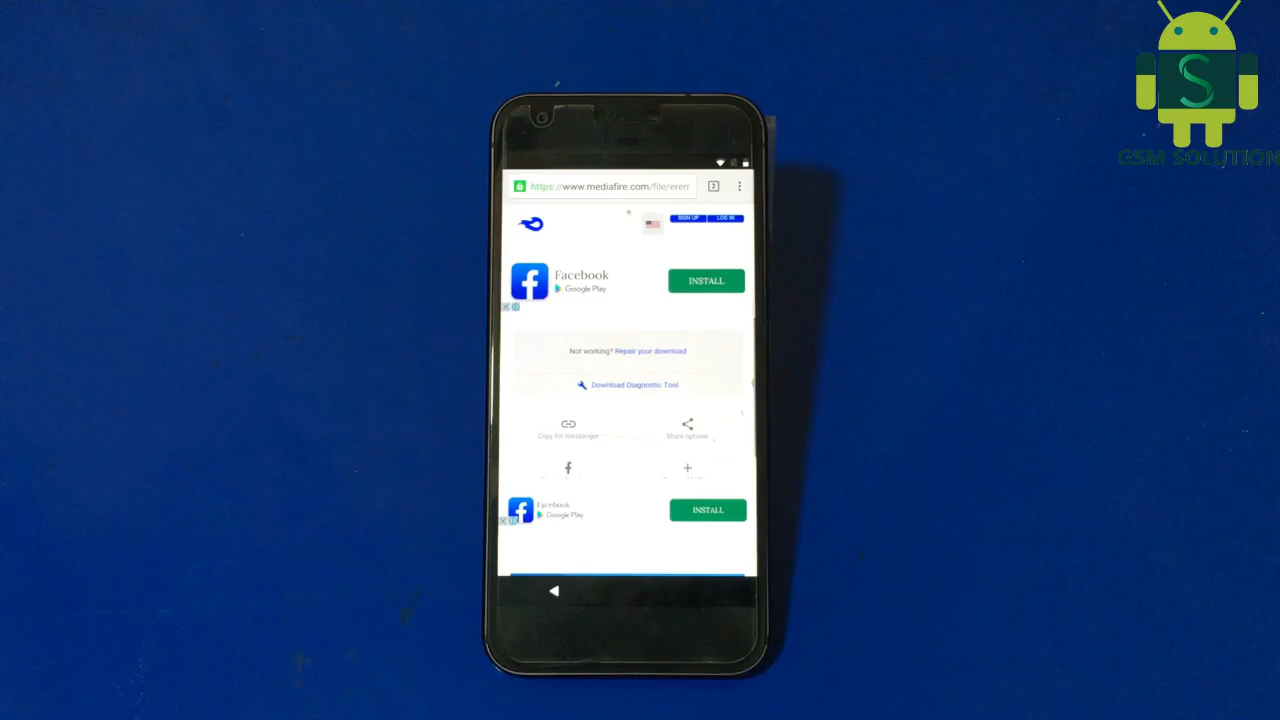 S
GSM SOLUTION
https://www.mediafire.com/file/erem
2
SIGN UP LOG IN
Facebook
Google Play
INSTALL
Not working? Repair your download
Download Diagnostic Tool
Copy for messenger
Share options
Facebook
Google Play
INSTALL